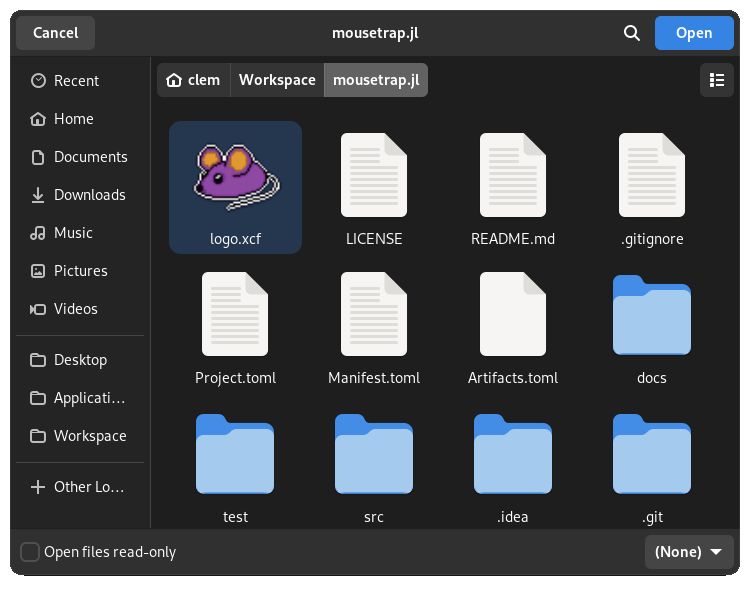 Cancel
mousetrap.jl
Open
Recent
Home
Documents
Downloads
Music
Pictures
Videos
Desktop
Applicati…
Workspace
Other Lo…
clem Workspace mousetrap.jl
logo.xcf
LICENSE
README.md
.gitignore
Project.toml
Manifest.toml
Artifacts.toml
docs
test
src
.idea
.git
Open files read-only
(None)